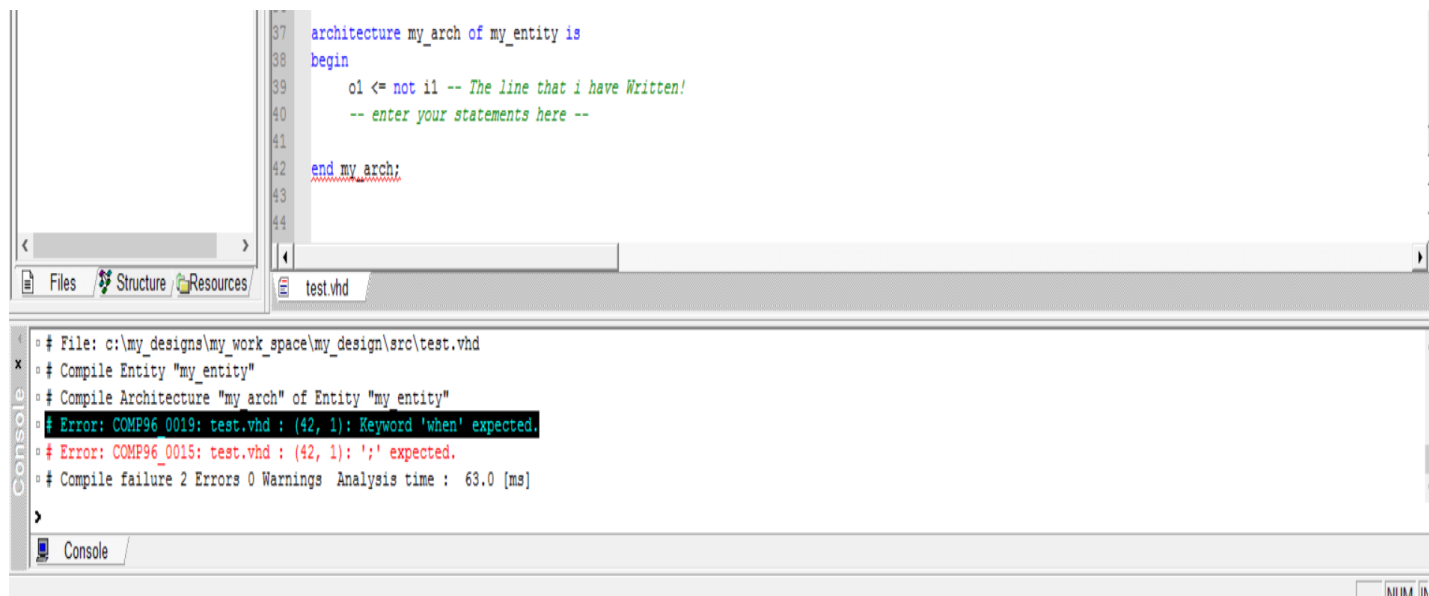 37 architecture my_arch of my_entity is
38 begin
39 o1 <= not i1 -- The line that i have Written!
40 -- enter your statements here --
41
42 end my_arch;
43
44
Files Structure Resources
test.vhd
# File: c:\my_designs\my_work_space\my_design\src\test.vhd
# Compile Entity "my_entity"
# Compile Architecture "my_arch" of Entity "my_entity"
# Error: COMP96_0019: test.vhd : (42, 1): Keyword 'when' expected.
# Error: COMP96_0015: test.vhd : (42, 1): ';' expected.
# Compile failure 2 Errors 0 Warnings Analysis time : 63.0 [ms]
>
Console
Console
NUM